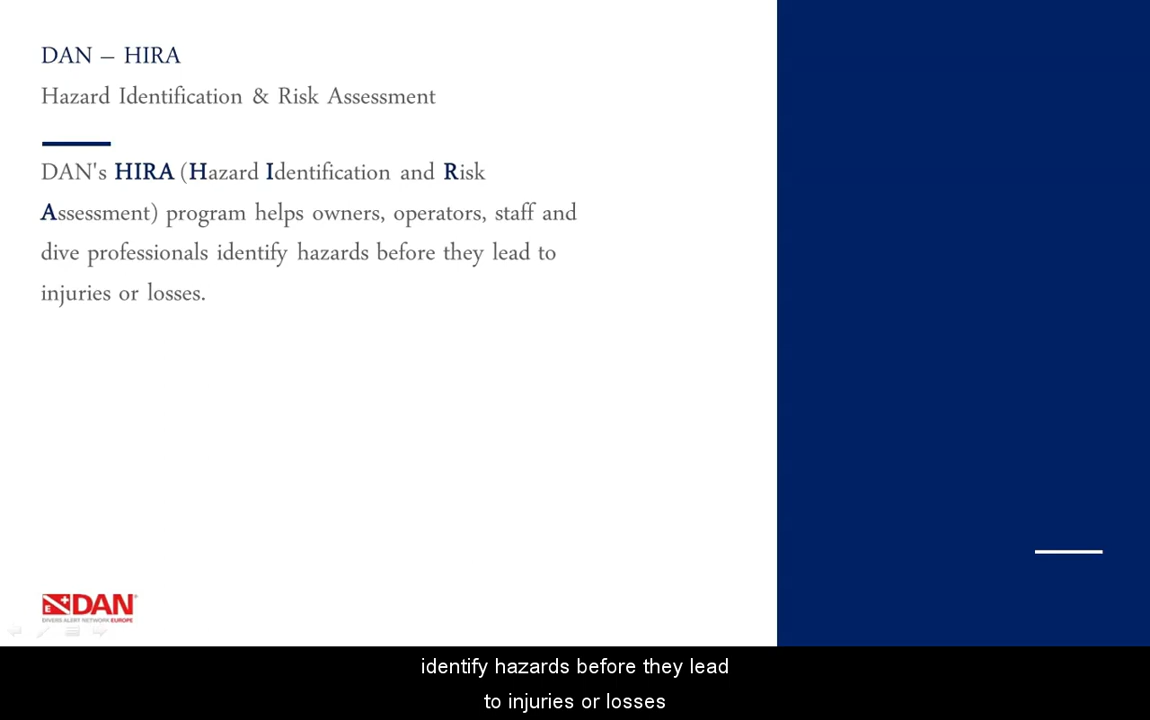 DAN – HIRA
Hazard Identification & Risk Assessment
DAN's HIRA (Hazard Identification and Risk
Assessment) program helps owners, operators, staff and
dive professionals identify hazards before they lead to
injuries or losses.
E DAN
DIVERS ALERT NETWORK EUROPE
identify hazards before they lead
to injuries or losses